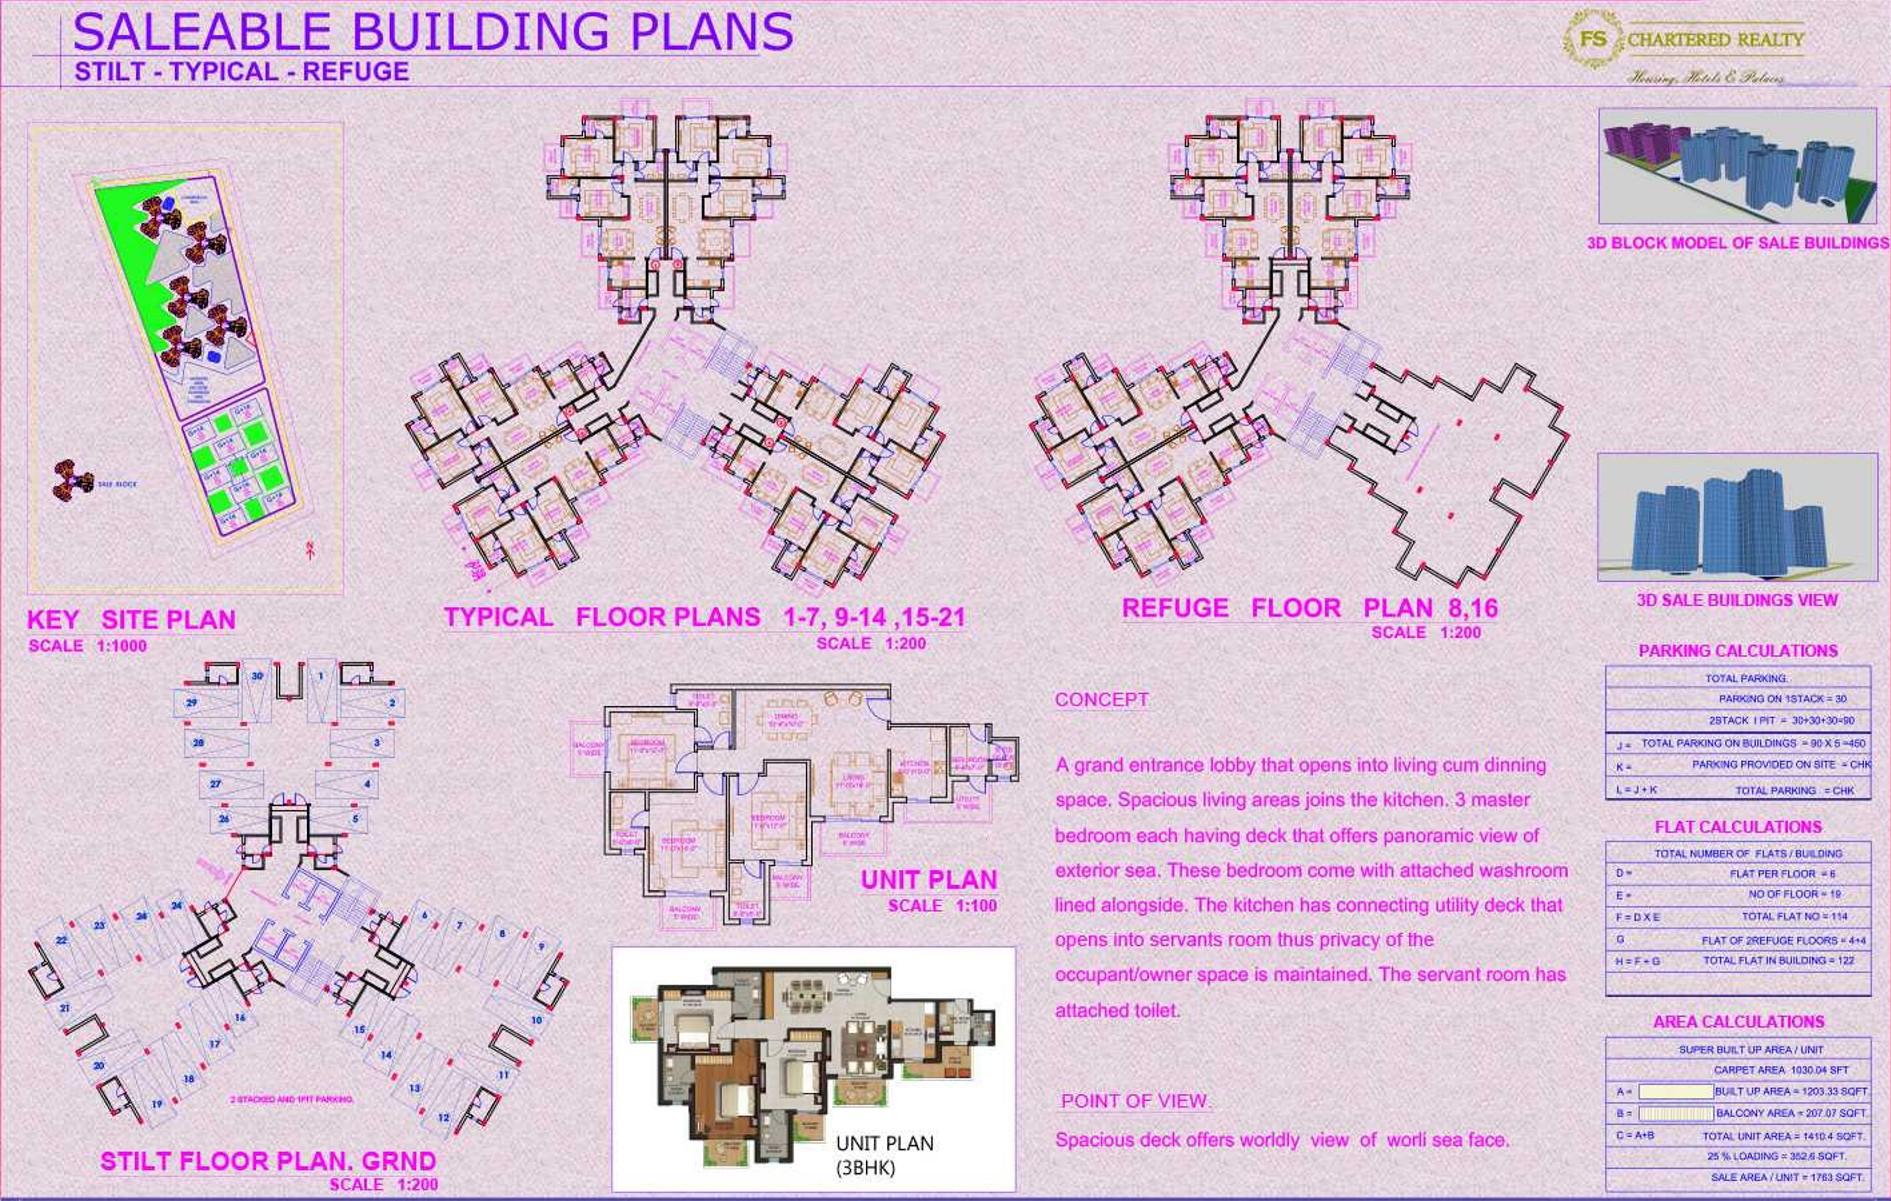 SALEABLE BUILDING PLANS
STILT - TYPICAL - REFUGE
FS
CHARTERED REALTY
Housing, Hotels & Palaces
SALE BLOCK
N
KEY SITE PLAN
SCALE 1:1000
TYPICAL FLOOR PLANS 1-7, 9-14 ,15-21
SCALE 1:200
REFUGE FLOOR PLAN 8,16
SCALE 1:200
3D BLOCK MODEL OF SALE BUILDINGS
3D SALE BUILDINGS VIEW
30
1
29
2
28
3
27
4
26
5
24
24
23
22
21
20
19
18
17
16
6
7
8
9
10
11
12
13
14
15
2 STACKED AND 1PIT PARKING.
STILT FLOOR PLAN. GRND
SCALE 1:200
TOILET
DINING
BALCONY
5' WIDE
BEDROOM
LIVING
KITCHEN
UTILITY
TOILET
BEDROOM
BEDROOM
BALCONY
BALCONY
5' WIDE
BALCONY
5' WIDE
TOILET
UNIT PLAN
SCALE 1:100
UNIT PLAN
(3BHK)
CONCEPT
A grand entrance lobby that opens into living cum dinning
space. Spacious living areas joins the kitchen. 3 master
bedroom each having deck that offers panoramic view of
exterior sea. These bedroom come with attached washroom
lined alongside. The kitchen has connecting utility deck that
opens into servants room thus privacy of the
occupant/owner space is maintained. The servant room has
attached toilet.
POINT OF VIEW.
Spacious deck offers worldly view of worli sea face.
PARKING CALCULATIONS
TOTAL PARKING.
PARKING ON 1STACK = 30
2STACK I PIT = 30+30+30=90
J = TOTAL PARKING ON BUILDINGS = 90 X 5 =450
K = PARKING PROVIDED ON SITE = CHK
L = J + K TOTAL PARKING = CHK
FLAT CALCULATIONS
TOTAL NUMBER OF FLATS / BUILDING
D = FLAT PER FLOOR = 6
E = NO OF FLOOR = 19
F = D X E TOTAL FLAT NO = 114
G FLAT OF 2REFUGE FLOORS = 4+4
H = F + G TOTAL FLAT IN BUILDING = 122
AREA CALCULATIONS
SUPER BUILT UP AREA / UNIT
CARPET AREA 1030.04 SFT
A = BUILT UP AREA = 1203.33 SQFT.
B = BALCONY AREA = 207.07 SQFT.
C = A+B TOTAL UNIT AREA = 1410.4 SQFT.
25 % LOADING = 352.6 SQFT.
SALE AREA / UNIT = 1763 SQFT.